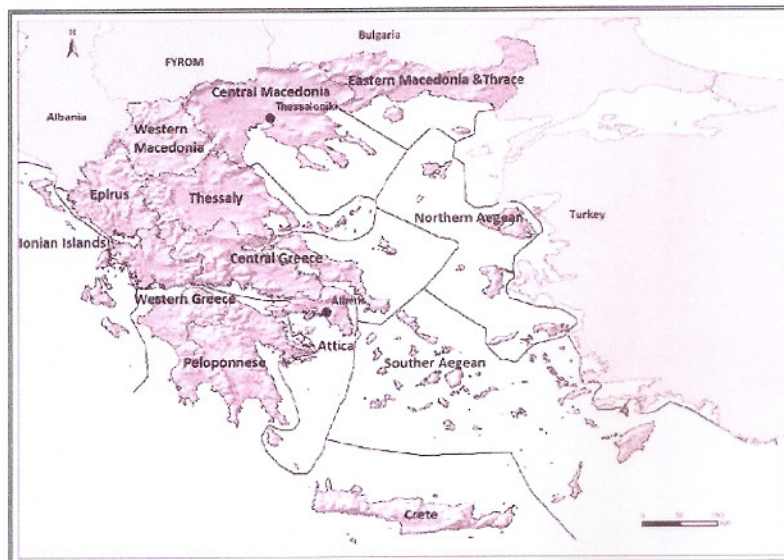 N
Bulgaria
FYROM
Eastern Macedonia &Thrace
Central Macedonia
Thessaloniki
Albania
Western
Macedonia
Epirus
Thessaly
Northern Aegean
Turkey
Ionian Islands
Central Greece
Western Greece
Athens
Attica
Peloponnese
Souther Aegean
Crete